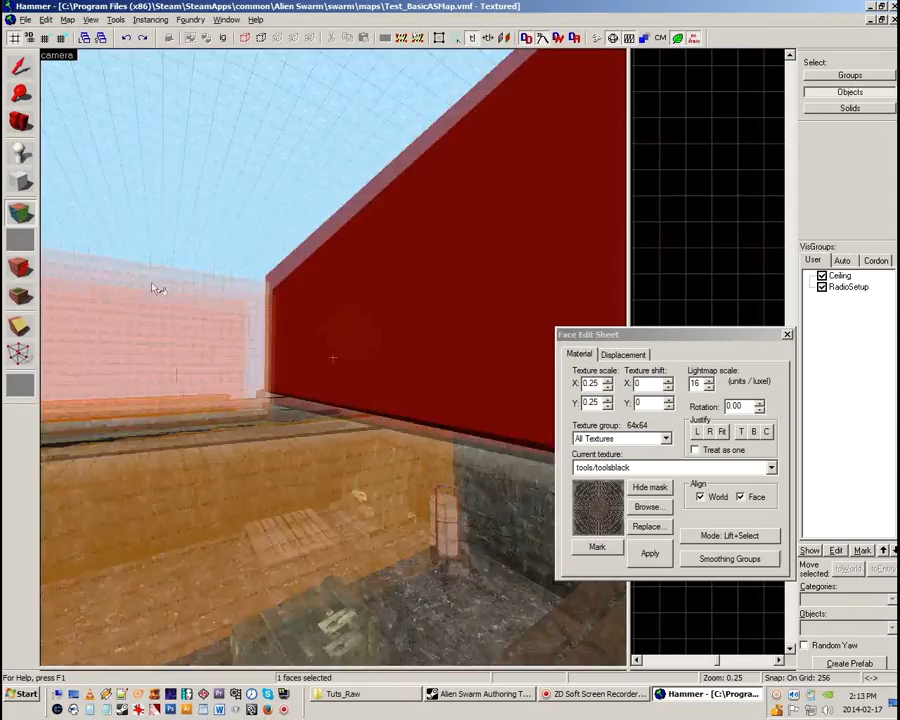 Hammer - [C:\Program Files (x86)\Steam\SteamApps\common\Alien Swarm\swarm\maps\Test_BasicASMap.vmf - Textured]
File Edit Map View Tools Instancing Foundry Window Help
camera
Select:
Groups
Objects
Solids
VisGroups:
User Auto Cordon
Ceiling
RadioSetup
Face Edit Sheet
Material Displacement
Texture scale: Texture shift: Lightmap scale:
X: 0.25 X: 0 16 (units / luxel)
Y: 0.25 Y: 0 Rotation: 0.00
Texture group: 64x64
Justify
All Textures
L R Fit T B C
Current texture:
Treat as one
tools/toolsblack
Hide mask
Align
World Face
Browse...
Replace...
Mode: Lift+Select
Mark
Apply
Smoothing Groups
Show Edit Mark
Move selected:
toWorld
Categories:
Objects:
Random Yaw
Create Prefab
For Help, press F1
1 faces selected
Zoom: 0.25
Snap: On Grid: 256
<->
Start
Tuts_Raw
Alien Swarm Authoring T...
ZD Soft Screen Recorder...
Hammer - [C:\Progra...
2:13 PM
2014-02-17